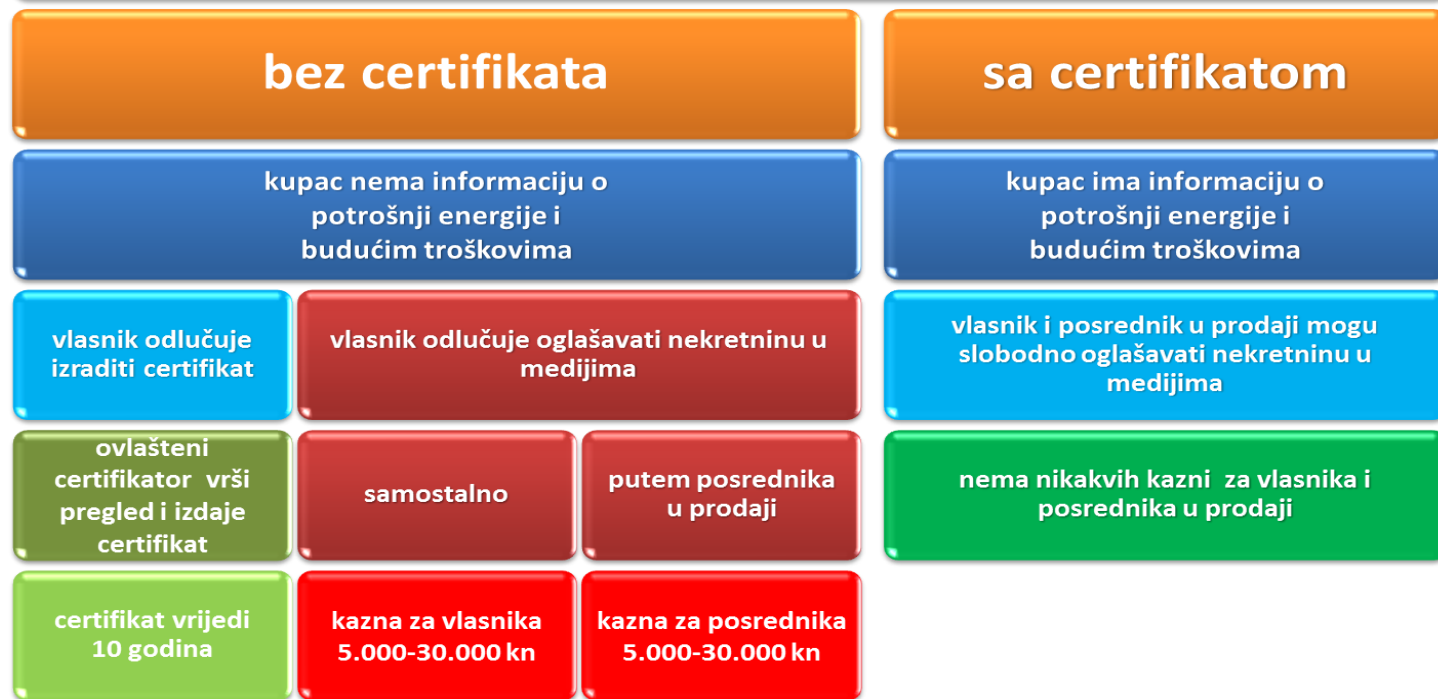 bez certifikata
sa certifikatom
kupac nema informaciju o
potrošnji energije i
budućim troškovima
kupac ima informaciju o
potrošnji energije i
budućim troškovima
vlasnik odlučuje
izraditi certifikat
vlasnik odlučuje oglašavati nekretninu u
medijima
vlasnik i posrednik u prodaji mogu
slobodno oglašavati nekretninu u
medijima
ovlašteni
certifikator vrši
pregled i izdaje
certifikat
samostalno
putem posrednika
u prodaji
nema nikakvih kazni za vlasnika i
posrednika u prodaji
certifikat vrijedi
10 godina
kazna za vlasnika
5.000-30.000 kn
kazna za posrednika
5.000-30.000 kn